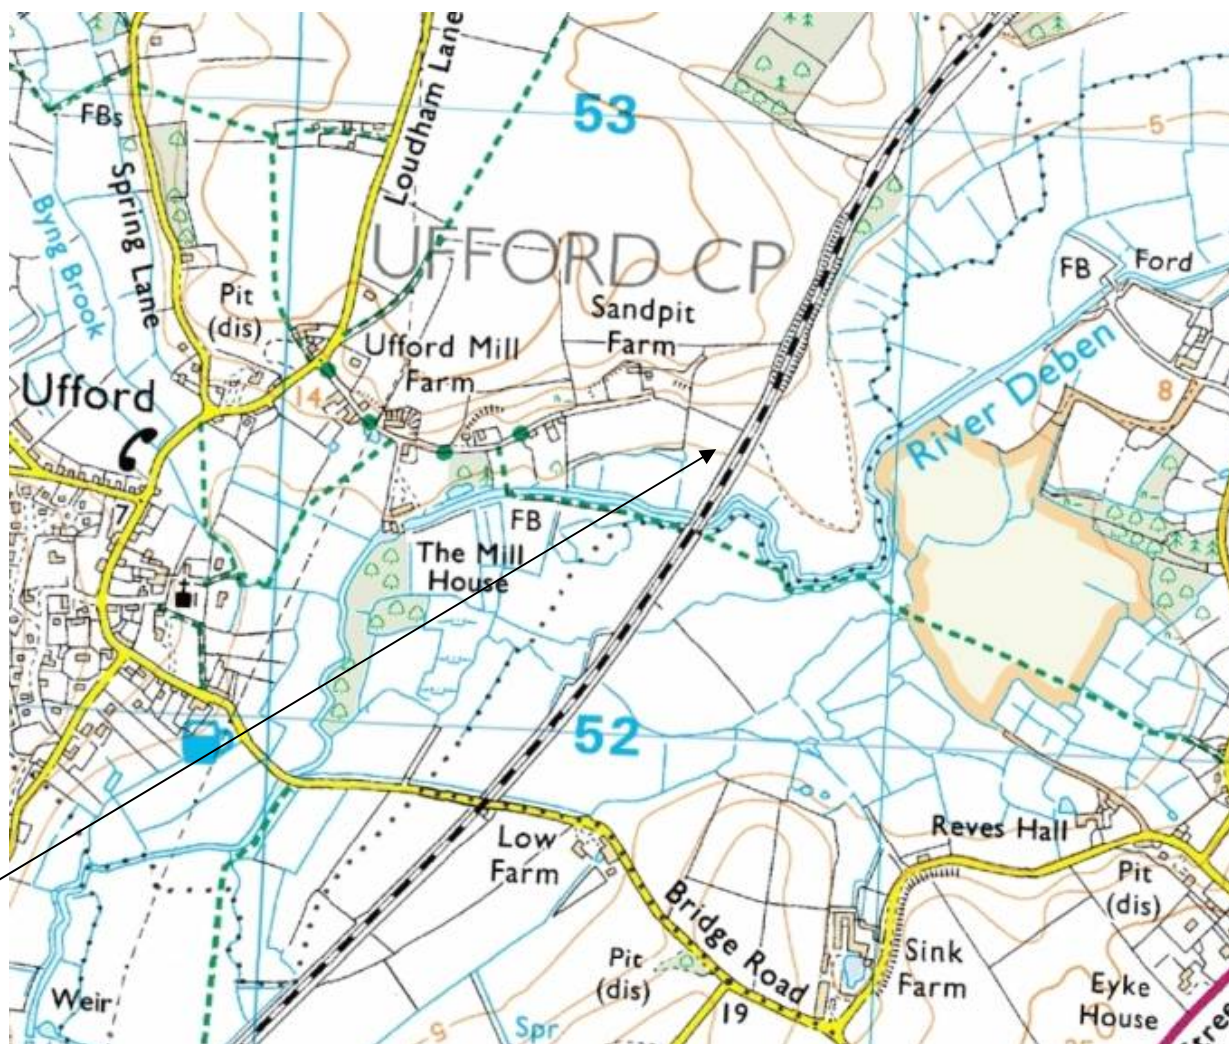 53
FBs
Loudham Lane
5
Spring Lane
Byng Brook
UFFORD CP
FB
Ford
Pit
(dis)
Sandpit
Farm
Ufford Mill
Farm
River Deben
Ufford
14
8
7
FB
The Mill
House
52
Reves Hall
Low
Farm
Pit
(dis)
Bridge Road
Sink
Farm
Pit
(dis)
Eyke
House
Weir
5
Spr
19